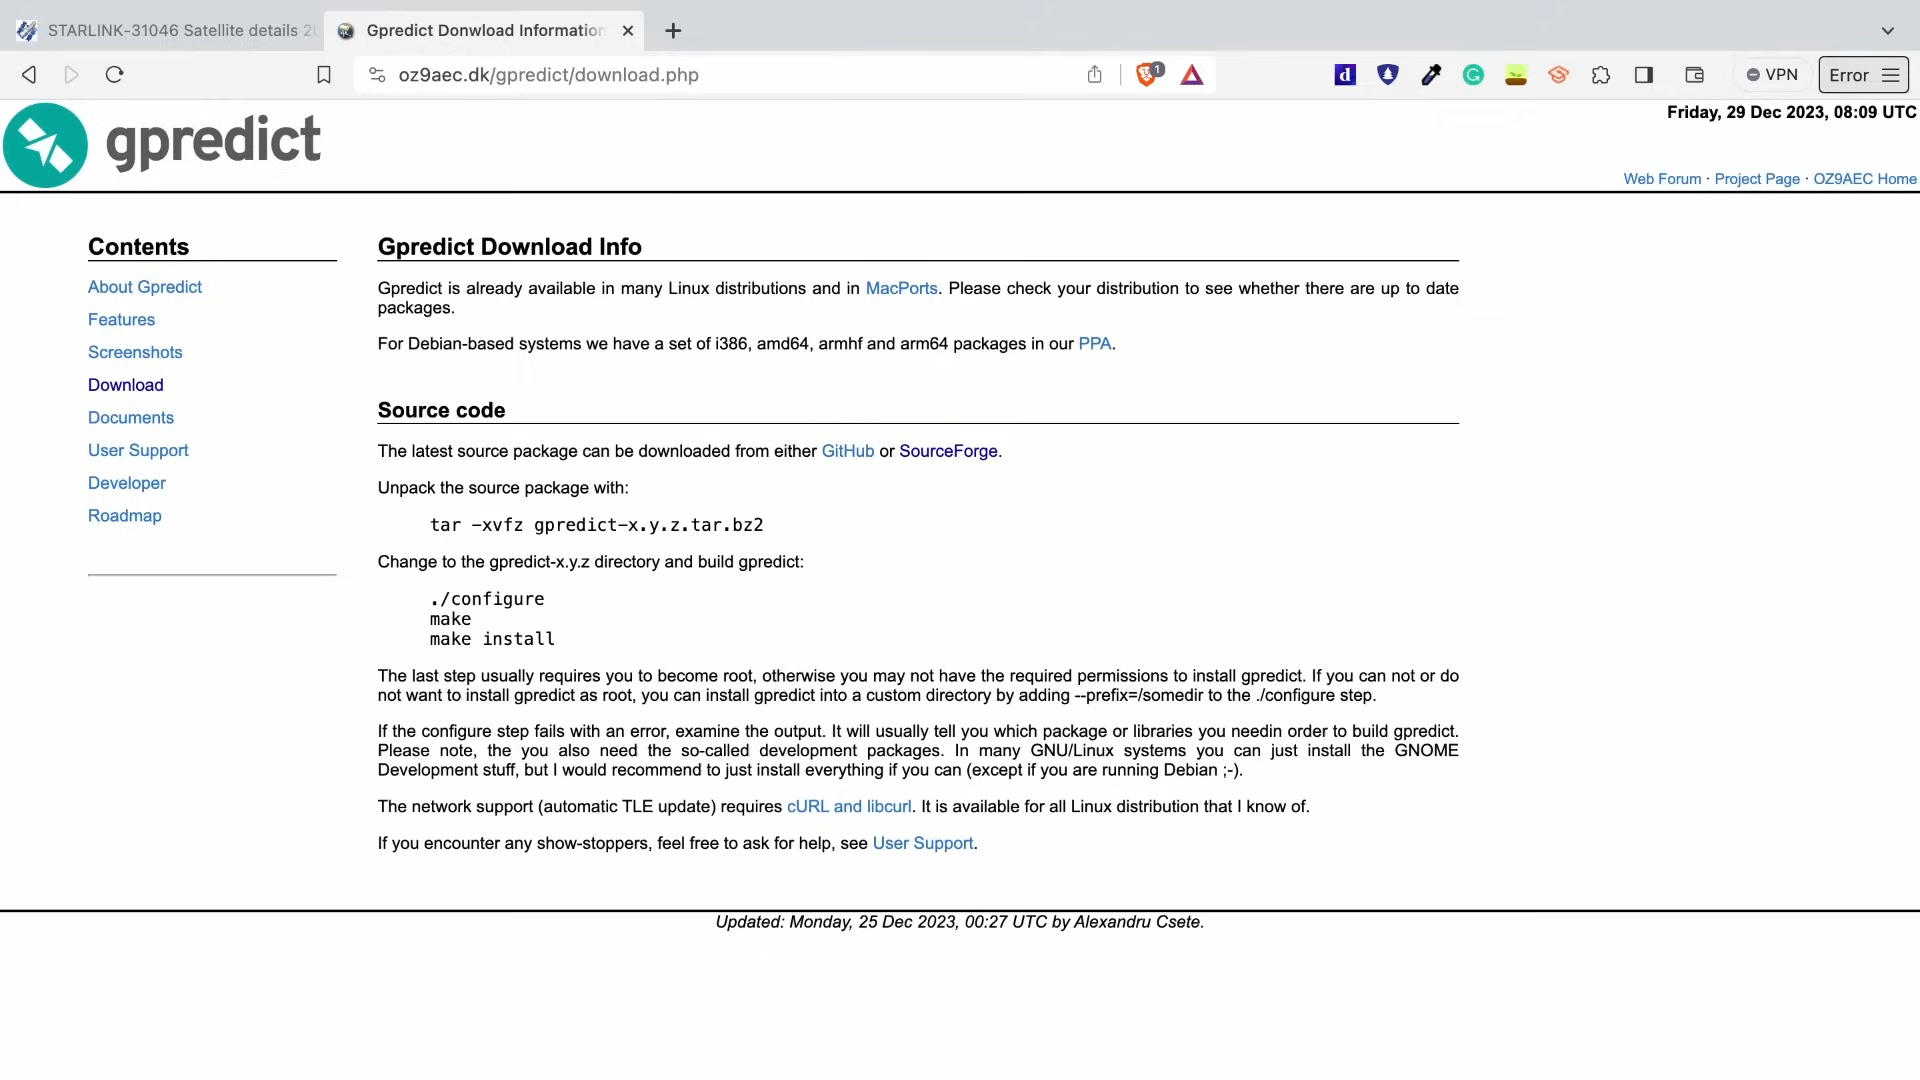 STARLINK-31046 Satellite details
Gpredict Donwload Information
oz9aec.dk/gpredict/download.php
1
d
G
VPN
Error
gpredict
Friday, 29 Dec 2023, 08:09 UTC
Web Forum · Project Page · OZ9AEC Home
Contents
About Gpredict
Features
Screenshots
Download
Documents
User Support
Developer
Roadmap
Gpredict Download Info
Gpredict is already available in many Linux distributions and in MacPorts. Please check your distribution to see whether there are up to date
packages.
For Debian-based systems we have a set of i386, amd64, armhf and arm64 packages in our PPA.
Source code
The latest source package can be downloaded from either GitHub or SourceForge.
Unpack the source package with:
tar -xvfz gpredict-x.y.z.tar.bz2
Change to the gpredict-x.y.z directory and build gpredict:
./configure
make
make install
The last step usually requires you to become root, otherwise you may not have the required permissions to install gpredict. If you can not or do
not want to install gpredict as root, you can install gpredict into a custom directory by adding --prefix=/somedir to the ./configure step.
If the configure step fails with an error, examine the output. It will usually tell you which package or libraries you needin order to build gpredict.
Please note, the you also need the so-called development packages. In many GNU/Linux systems you can just install the GNOME
Development stuff, but I would recommend to just install everything if you can (except if you are running Debian ;-).
The network support (automatic TLE update) requires cURL and libcurl. It is available for all Linux distribution that I know of.
If you encounter any show-stoppers, feel free to ask for help, see User Support.
Updated: Monday, 25 Dec 2023, 00:27 UTC by Alexandru Csete.